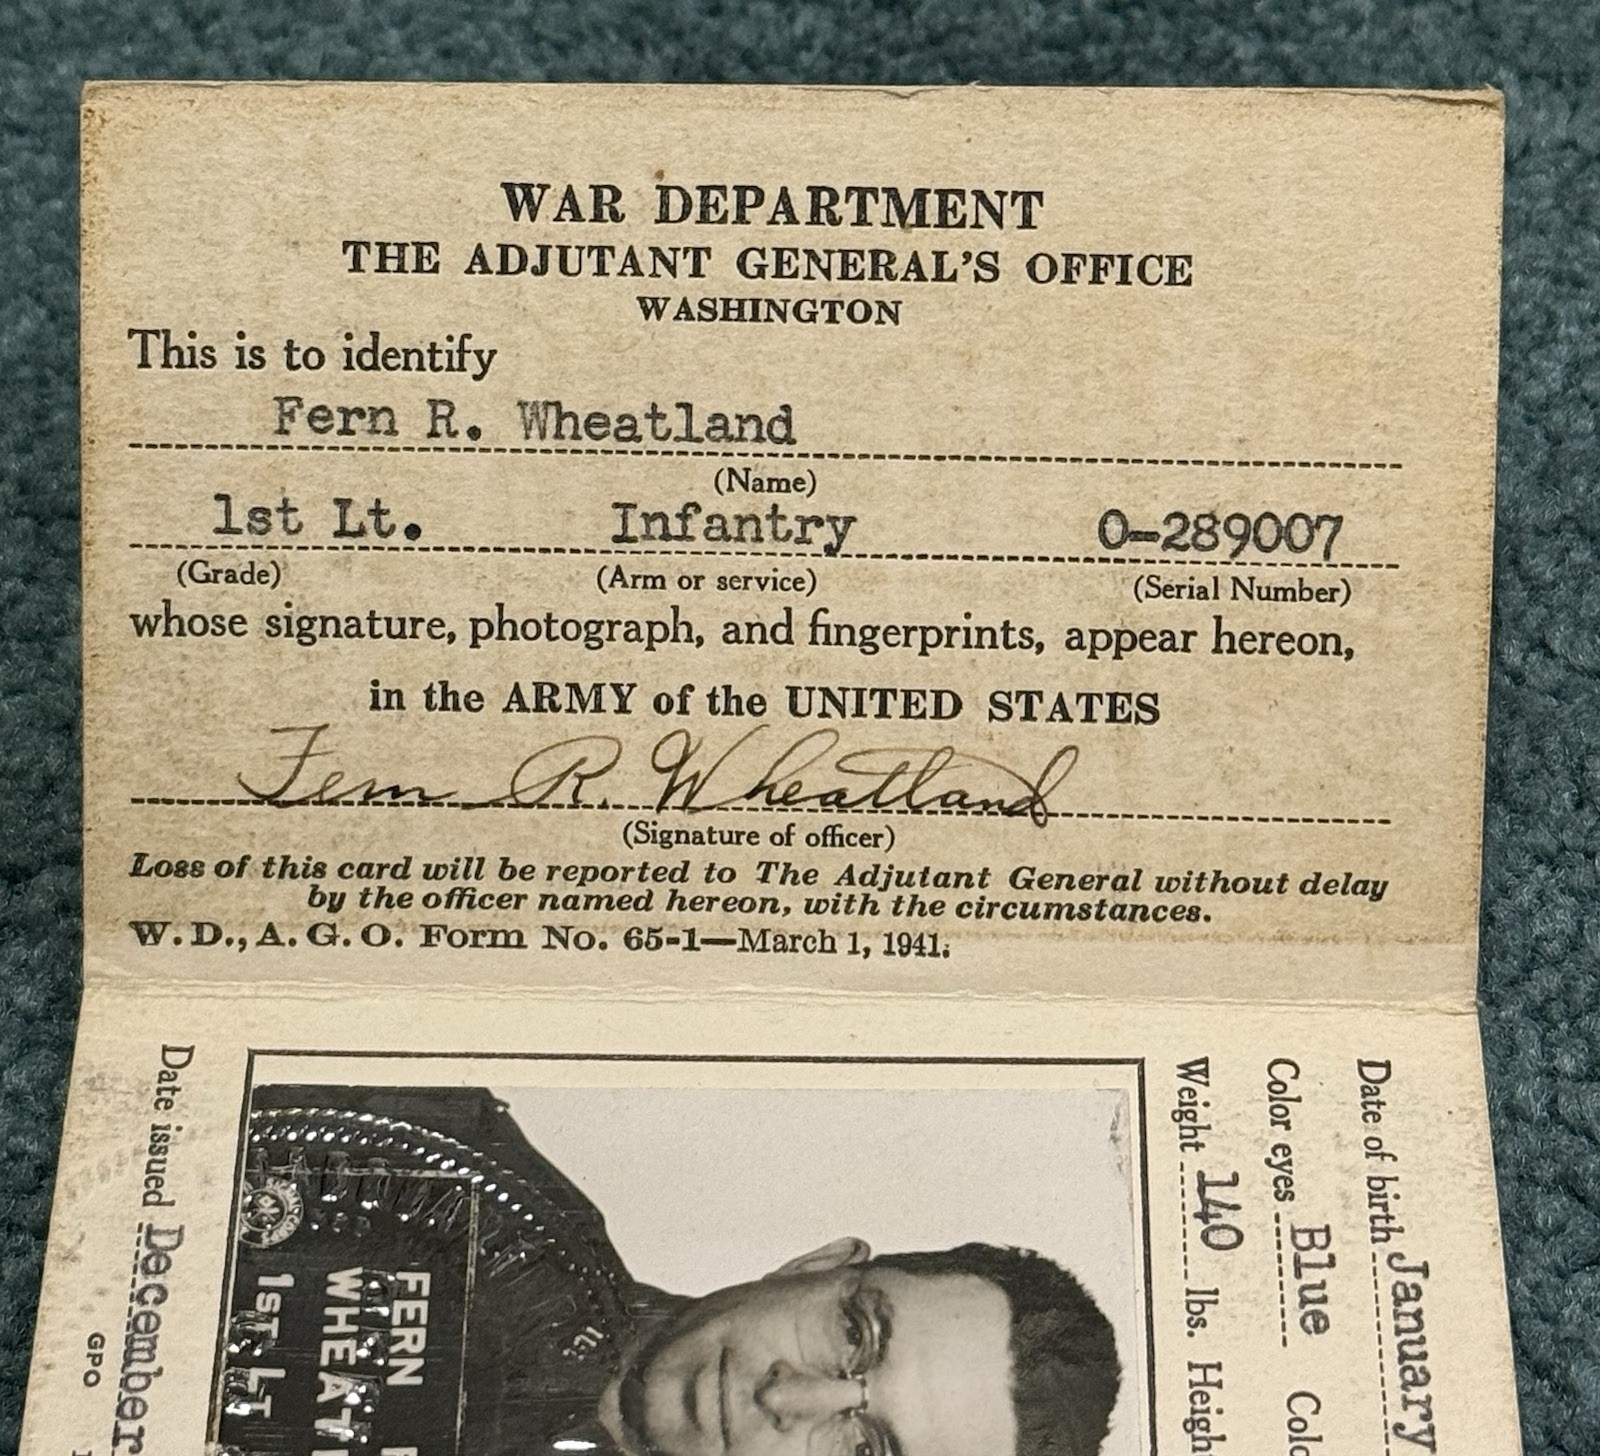 WAR DEPARTMENT
THE ADJUTANT GENERAL'S OFFICE
WASHINGTON
This is to identify
Fern R. Wheatland
(Name)
1st Lt. Infantry O-289007
(Grade) (Arm or service) (Serial Number)
whose signature, photograph, and fingerprints, appear hereon,
in the ARMY of the UNITED STATES
Fern R. Wheatland
(Signature of officer)
Loss of this card will be reported to The Adjutant General without delay
by the officer named hereon, with the circumstances.
W. D., A. G. O. Form No. 65-1—March 1, 1941.
Date of birth January
Color eyes Blue
Weight 140 lbs.
FERN
1ST LT
Date issued December
GPO